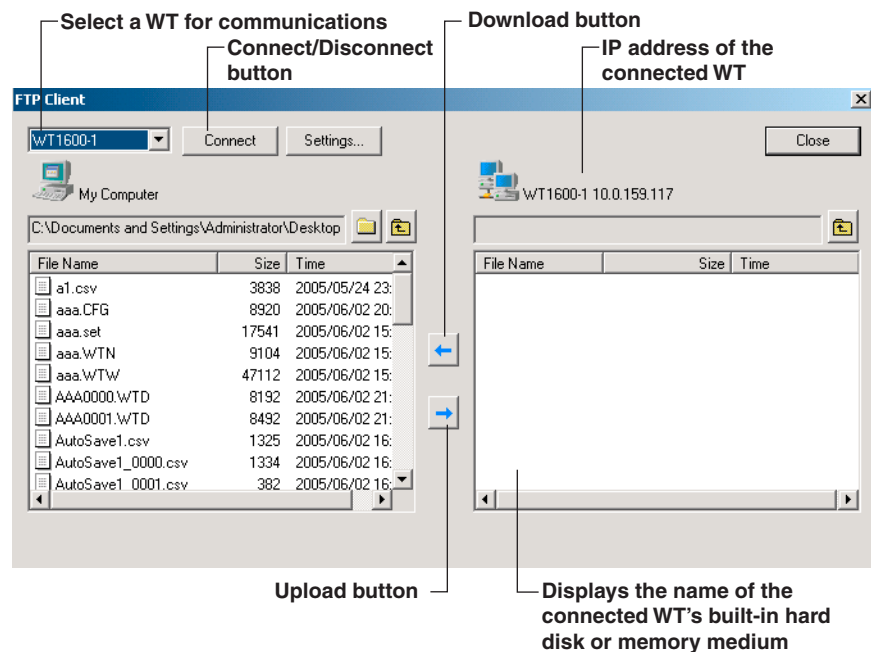 Select a WT for communications
Download button
Connect/Disconnect
button
IP address of the
connected WT
FTP Client
WT1600-1
Connect
Settings...
Close
My Computer
WT1600-1 10.0.159.117
C:\Documents and Settings\Administrator\Desktop
File Name Size Time
a1.csv 3838 2005/05/24 23:
aaa.CFG 8920 2005/06/02 20:
aaa.set 17541 2005/06/02 15:
aaa.WTN 9104 2005/06/02 15:
aaa.WTW 47112 2005/06/02 15:
AAA0000.WTD 8192 2005/06/02 21:
AAA0001.WTD 8492 2005/06/02 21:
AutoSave1.csv 1325 2005/06/02 16:
AutoSave1_0000.csv 1334 2005/06/02 16:
AutoSave1_0001.csv 382 2005/06/02 16:
File Name Size Time
Upload button
Displays the name of the
connected WT's built-in hard
disk or memory medium